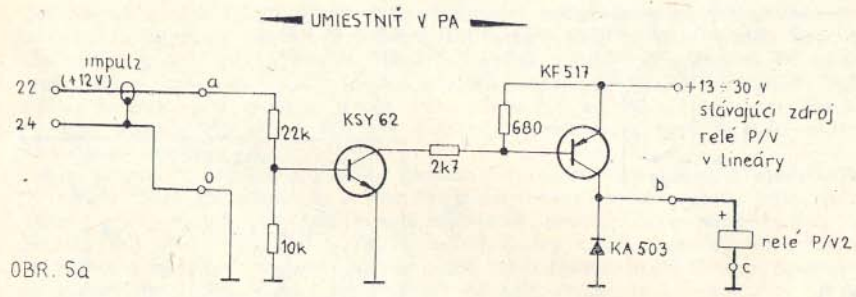 UMIESTNIŤ V PA
impulz
(+12V)
22
24
a
o
22k
10k
KSY 62
2k7
680
KF 517
+13 ÷ 30 V
stávajúci zdroj
relé P/V
v lineáry
b
+
KA 503
relé P/V2
c
OBR. 5a